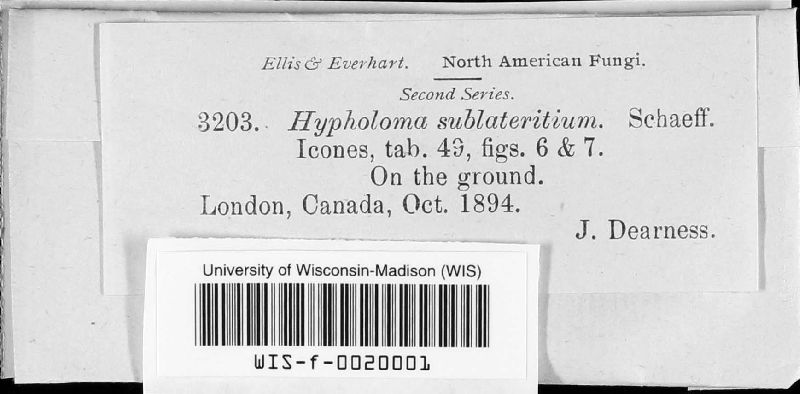 Ellis & Everhart. North American Fungi.
Second Series.
3203. Hypholoma sublateritium. Schaeff.
Icones, tab. 49, figs. 6 & 7.
On the ground.
London, Canada, Oct. 1894.
J. Dearness.
University of Wisconsin-Madison (WIS)
WIS-f-0020001